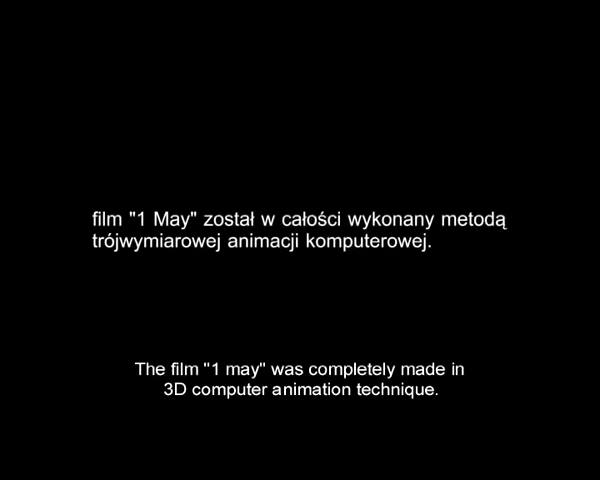 film "1 May" został w całości wykonany metodą
trójwymiarowej animacji komputerowej.
The film "1 may" was completely made in
3D computer animation technique.